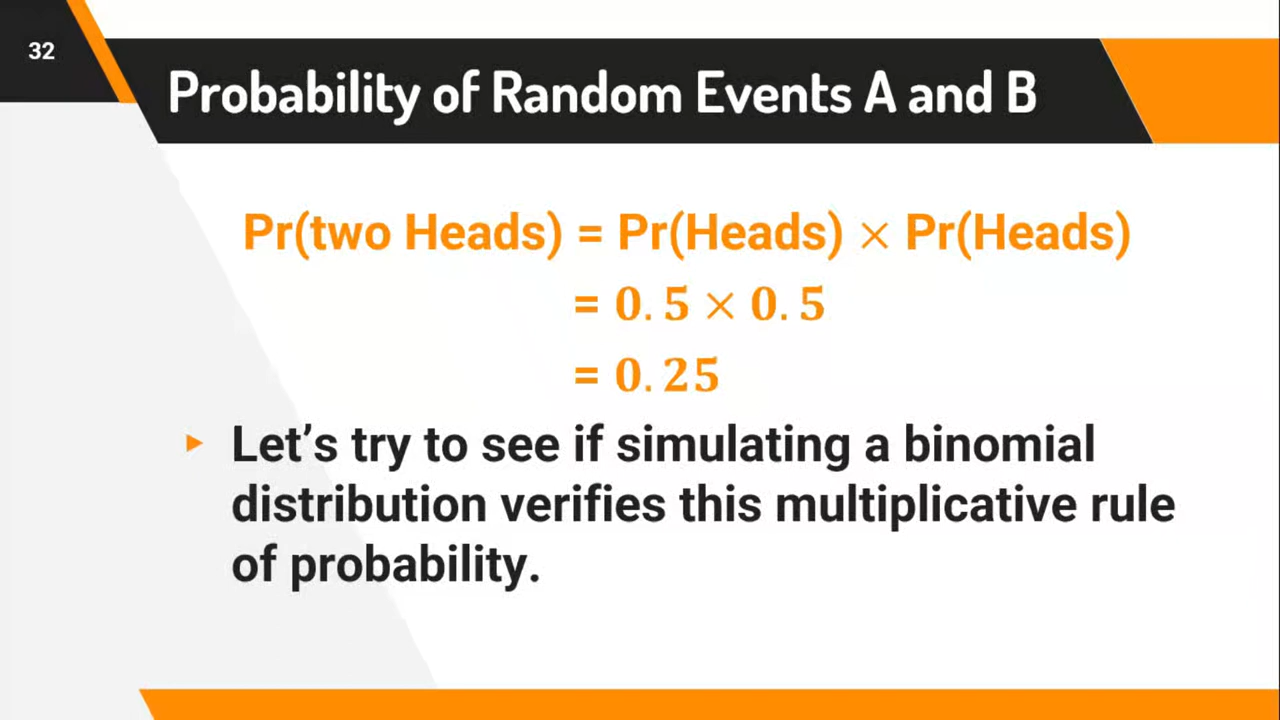 32
Probability of Random Events A and B
Pr(two Heads) = Pr(Heads) × Pr(Heads)
= 0.5 × 0.5
= 0.25
▸ Let’s try to see if simulating a binomial
distribution verifies this multiplicative rule
of probability.